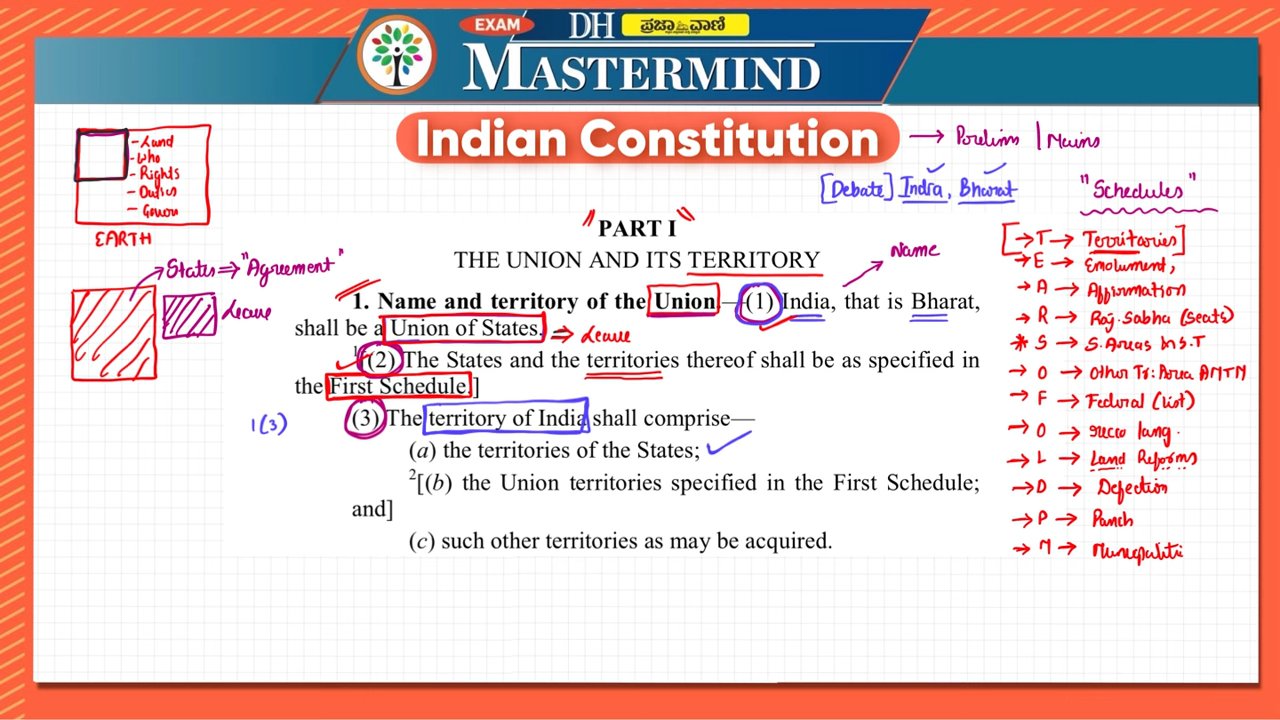 EXAM
DH ಪ್ರಜಾವಾಣಿ
MASTERMIND
Indian Constitution
→ Prelims | Mains
[Debate] India, Bharat
- Land
- Who
- Rights
- Duties
- Govern
EARTH
States ⇒ "Agreement"
Leave
"PART I"
THE UNION AND ITS TERRITORY
Name
1. Name and territory of the Union.—(1) India, that is Bharat,
shall be a Union of States. ⇒ Leave
1[(2) The States and the territories thereof shall be as specified in
the First Schedule.]
1(3)
(3) The territory of India shall comprise—
(a) the territories of the States;
2[(b) the Union territories specified in the First Schedule;
and]
(c) such other territories as may be acquired.
"Schedules"
[→ T → Territories]
→ E → Emolument,
→ A → Affirmation
→ R → Raj. Sabha (Seats)
* S → S. Areas S.T
→ O → Other Tr: Area AMTM
→ F → Federal (list)
→ O → lang.
→ L → Land Reforms
→ D → Defection
→ P → Panch
→ M → Municipaliti